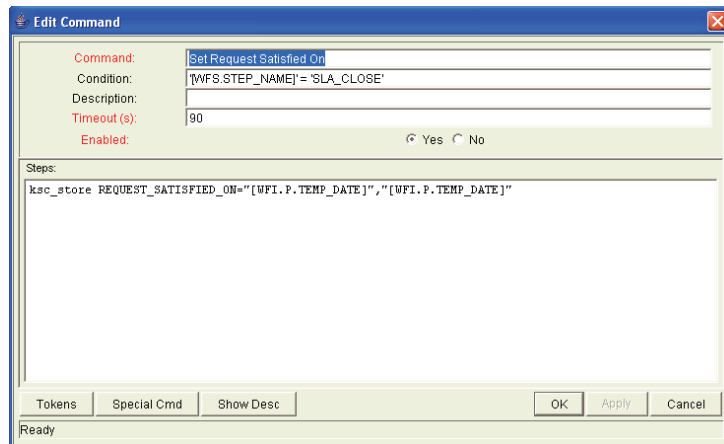 Edit Command
Command: Set Request Satisfied On
Condition: '[WFS.STEP_NAME]' = 'SLA_CLOSE'
Description:
Timeout (s): 90
Enabled: Yes No
Steps:
ksc_store REQUEST_SATISFIED_ON="[WFI.P.TEMP_DATE]","[WFI.P.TEMP_DATE]"
Tokens Special Cmd Show Desc OK Apply Cancel
Ready